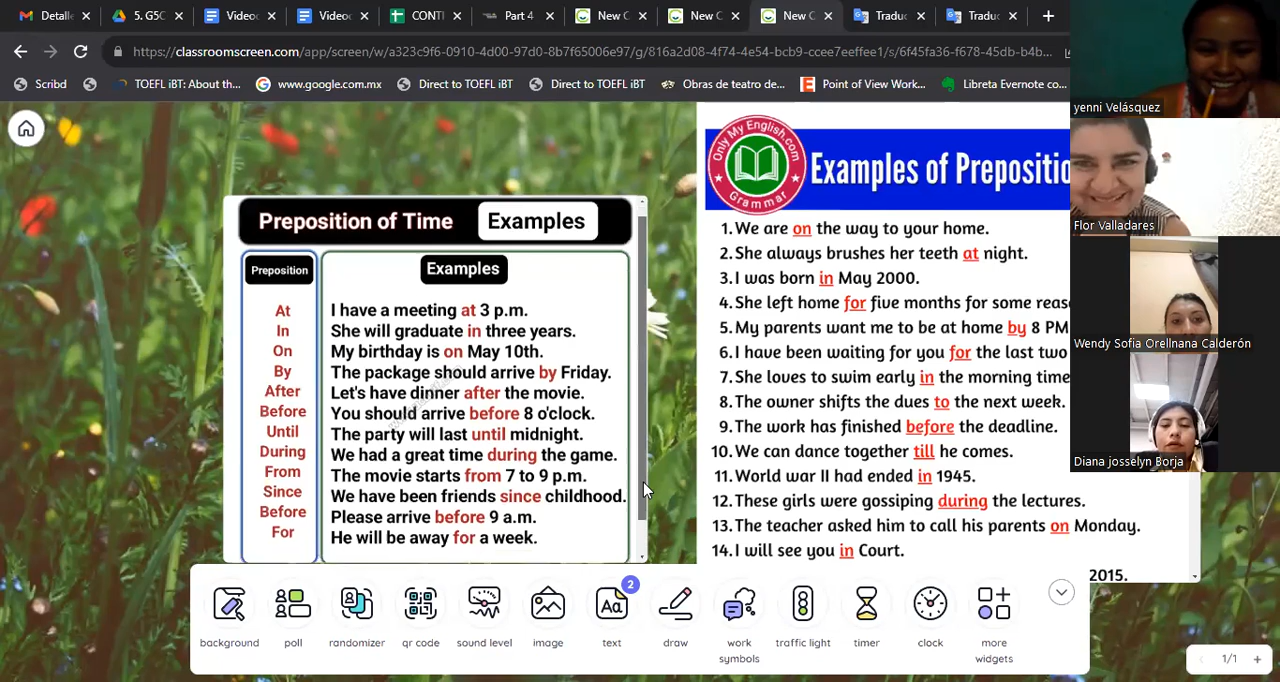 Detalle
5. G5C
Video
Video
CONTI
Part 4
New C
New C
New C
Traduc
Traduc
https://classroomscreen.com/app/screen/w/a323c9f6-0910-4d00-97d0-8b7f65006e97/g/816a2d08-4f74-4e54-bcb9-ccee7eeffee1/s/6f45fa36-f678-45db-b4b...
Scribd
TOEFL iBT: About th...
www.google.com.mx
Direct to TOEFL iBT
Direct to TOEFL iBT
Obras de teatro de...
Point of View Work...
Libreta Evernote co...
yenni Velásquez
Flor Valladares
Wendy Sofia Orellnana Calderón
Diana josselyn Borja
Preposition of Time Examples
Preposition
Examples
At I have a meeting at 3 p.m.
In She will graduate in three years.
On My birthday is on May 10th.
By The package should arrive by Friday.
After Let's have dinner after the movie.
Before You should arrive before 8 o'clock.
Until The party will last until midnight.
During We had a great time during the game.
From The movie starts from 7 to 9 p.m.
Since We have been friends since childhood.
Before Please arrive before 9 a.m.
For He will be away for a week.
OnlyMyEnglish.com
Grammar
Examples of Prepositio
1. We are on the way to your home.
2. She always brushes her teeth at night.
3. I was born in May 2000.
4. She left home for five months for some reas
5. My parents want me to be at home by 8 PM
6. I have been waiting for you for the last two
7. She loves to swim early in the morning time
8. The owner shifts the dues to the next week.
9. The work has finished before the deadline.
10. We can dance together till he comes.
11. World war II had ended in 1945.
12. These girls were gossiping during the lectures.
13. The teacher asked him to call his parents on Monday.
14. I will see you in Court.
2015.
background
poll
randomizer
qr code
sound level
image
Aa
2
text
draw
work
symbols
traffic light
timer
clock
more
widgets
1/1